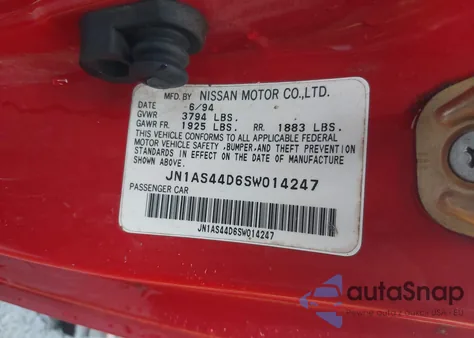 MFD. BY NISSAN MOTOR CO.,LTD.
DATE 6/94
GVWR 3794 LBS.
GAWR FR. 1925 LBS. RR. 1883 LBS.
THIS VEHICLE CONFORMS TO ALL APPLICABLE FEDERAL
MOTOR VEHICLE SAFETY ,BUMPER,AND THEFT PREVENTION
STANDARDS IN EFFECT ON THE DATE OF MANUFACTURE
SHOWN ABOVE.
JN1AS44D6SW014247
PASSENGER CAR
JN1AS44D6SW014247
autoSnap